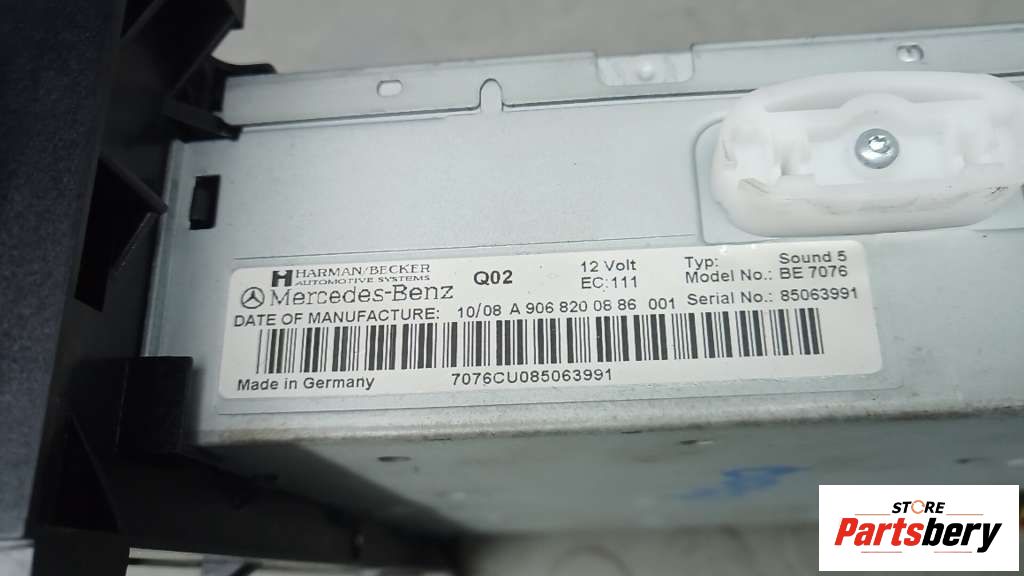 HARMAN/BECKER
AUTOMOTIVE SYSTEMS
Mercedes-Benz
Q02
12 Volt
EC:111
Typ: Sound 5
Model No.: BE 7076
DATE OF MANUFACTURE: 10/08 A 906 820 08 86 001 Serial No.: 85063991
Made in Germany 7076CU085063991
STORE
Partsbery